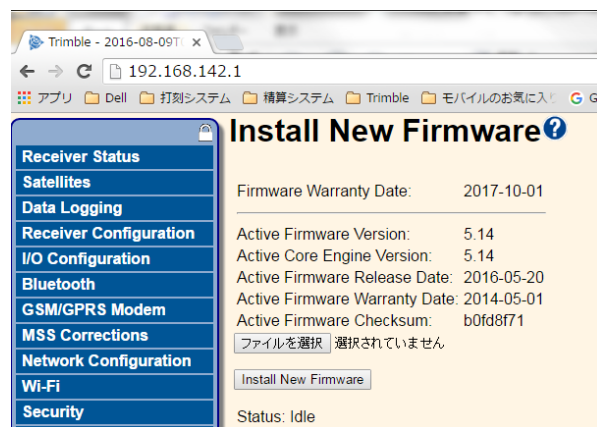 Trimble - 2016-08-09T
192.168.142.1
アプリ Dell 打刻システム 積算システム Trimble モバイルのお気に入 G
Install New Firmware?
Receiver Status
Satellites
Data Logging
Receiver Configuration
I/O Configuration
Bluetooth
GSM/GPRS Modem
MSS Corrections
Network Configuration
Wi-Fi
Security
Firmware Warranty Date: 2017-10-01
Active Firmware Version: 5.14
Active Core Engine Version: 5.14
Active Firmware Release Date: 2016-05-20
Active Firmware Warranty Date: 2014-05-01
Active Firmware Checksum: b0fd8f71
ファイルを選択 選択されていません
Install New Firmware
Status: Idle